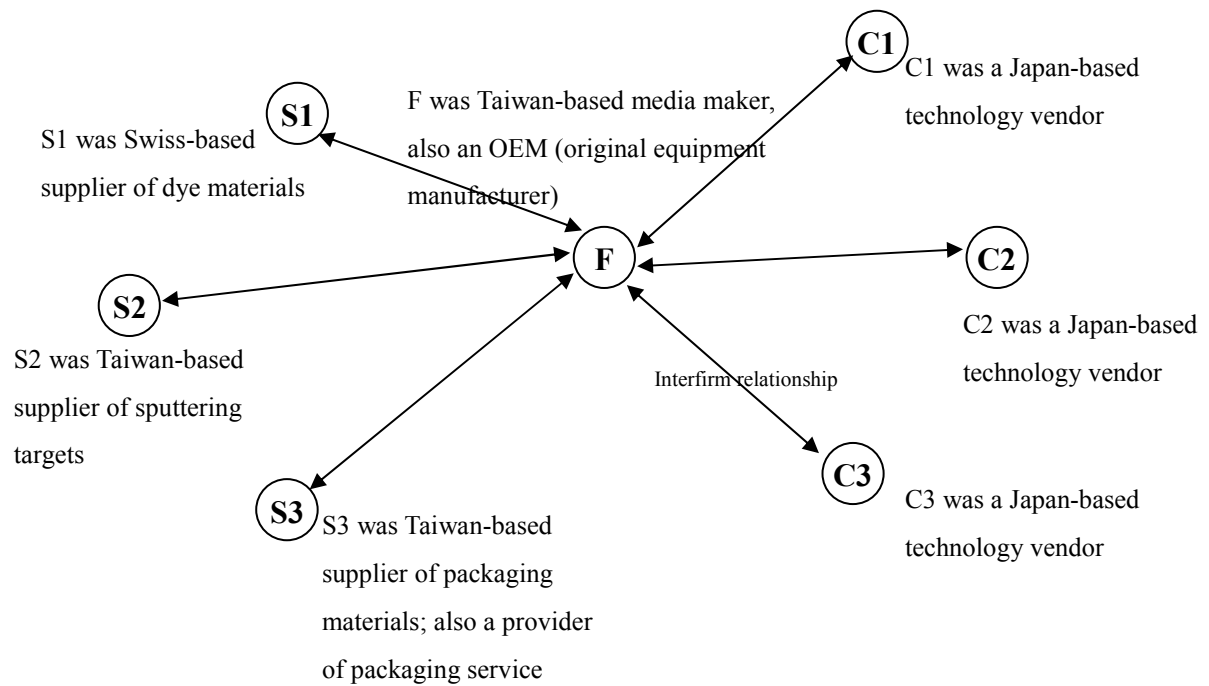 C1
C1 was a Japan-based
technology vendor
S1
S1 was Swiss-based
supplier of dye materials
F was Taiwan-based media maker,
also an OEM (original equipment
manufacturer)
F
C2
C2 was a Japan-based
technology vendor
S2
S2 was Taiwan-based
supplier of sputtering
targets
Interfirm relationship
C3
C3 was a Japan-based
technology vendor
S3
S3 was Taiwan-based
supplier of packaging
materials; also a provider
of packaging service